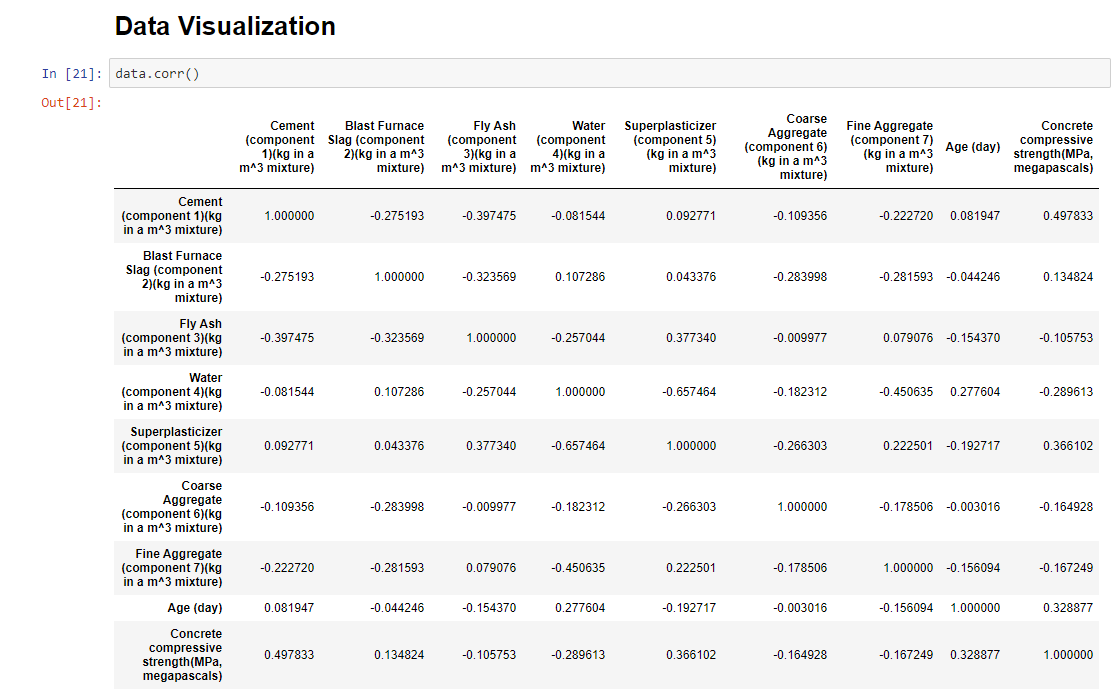 Data Visualization
In [21]: data.corr()
Out[21]:
Cement (component 1)(kg in a m^3 mixture) Blast Furnace Slag (component 2)(kg in a m^3 mixture) Fly Ash (component 3)(kg in a m^3 mixture) Water (component 4)(kg in a m^3 mixture) Superplasticizer (component 5)(kg in a m^3 mixture) Coarse Aggregate (component 6)(kg in a m^3 mixture) Fine Aggregate (component 7)(kg in a m^3 mixture) Age (day) Concrete compressive strength(MPa, megapascals)
Cement (component 1)(kg in a m^3 mixture) 1.000000 -0.275193 -0.397475 -0.081544 0.092771 -0.109356 -0.222720 0.081947 0.497833
Blast Furnace Slag (component 2)(kg in a m^3 mixture) -0.275193 1.000000 -0.323569 0.107286 0.043376 -0.283998 -0.281593 -0.044246 0.134824
Fly Ash (component 3)(kg in a m^3 mixture) -0.397475 -0.323569 1.000000 -0.257044 0.377340 -0.009977 0.079076 -0.154370 -0.105753
Water (component 4)(kg in a m^3 mixture) -0.081544 0.107286 -0.257044 1.000000 -0.657464 -0.182312 -0.450635 0.277604 -0.289613
Superplasticizer (component 5)(kg in a m^3 mixture) 0.092771 0.043376 0.377340 -0.657464 1.000000 -0.266303 0.222501 -0.192717 0.366102
Coarse Aggregate (component 6)(kg in a m^3 mixture) -0.109356 -0.283998 -0.009977 -0.182312 -0.266303 1.000000 -0.178506 -0.003016 -0.164928
Fine Aggregate (component 7)(kg in a m^3 mixture) -0.222720 -0.281593 0.079076 -0.450635 0.222501 -0.178506 1.000000 -0.156094 -0.167249
Age (day) 0.081947 -0.044246 -0.154370 0.277604 -0.192717 -0.003016 -0.156094 1.000000 0.328877
Concrete compressive strength(MPa, megapascals) 0.497833 0.134824 -0.105753 -0.289613 0.366102 -0.164928 -0.167249 0.328877 1.000000